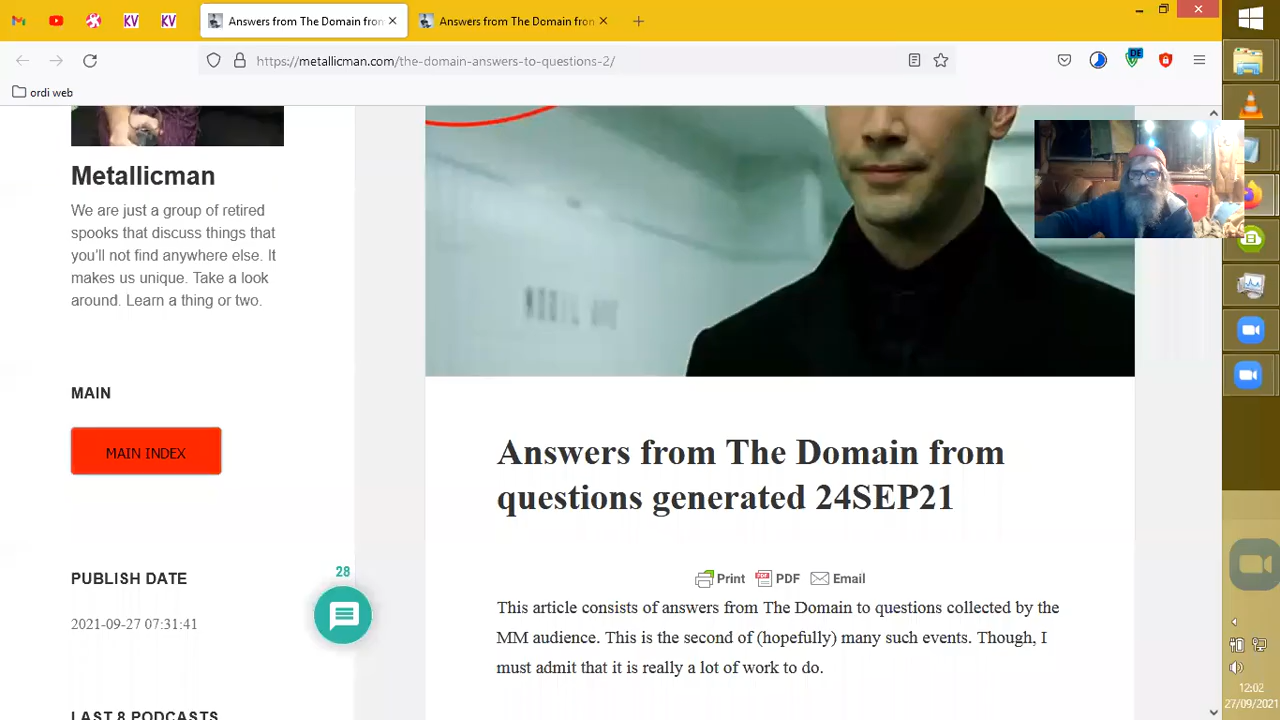 KV
KV
Answers from The Domain from
Answers from The Domain from
https://metallicman.com/the-domain-answers-to-questions-2/
DE
ordi web
Metallicman
We are just a group of retired
spooks that discuss things that
you'll not find anywhere else. It
makes us unique. Take a look
around. Learn a thing or two.
MAIN
MAIN INDEX
PUBLISH DATE
2021-09-27 07:31:41
LAST 8 PODCASTS
28
Answers from The Domain from
questions generated 24SEP21
Print PDF Email
This article consists of answers from The Domain to questions collected by the
MM audience. This is the second of (hopefully) many such events. Though, I
must admit that it is really a lot of work to do.
12:02
27/09/2021